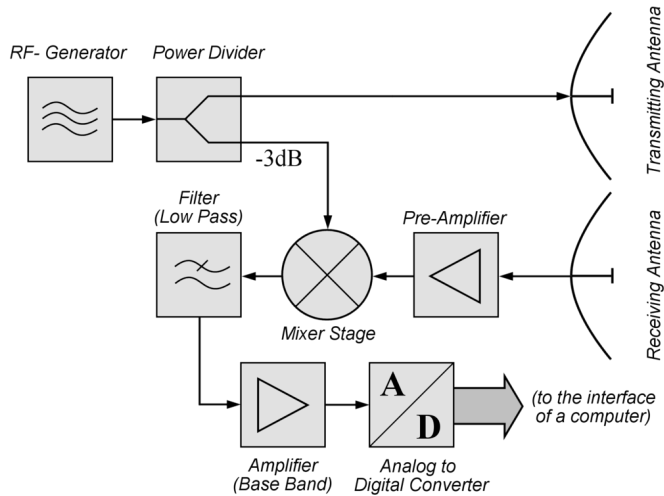 RF- Generator
Power Divider
Transmitting Antenna
-3dB
Filter
(Low Pass)
Pre-Amplifier
Receiving Antenna
Mixer Stage
A
D
(to the interface
of a computer)
Amplifier
(Base Band)
Analog to
Digital Converter